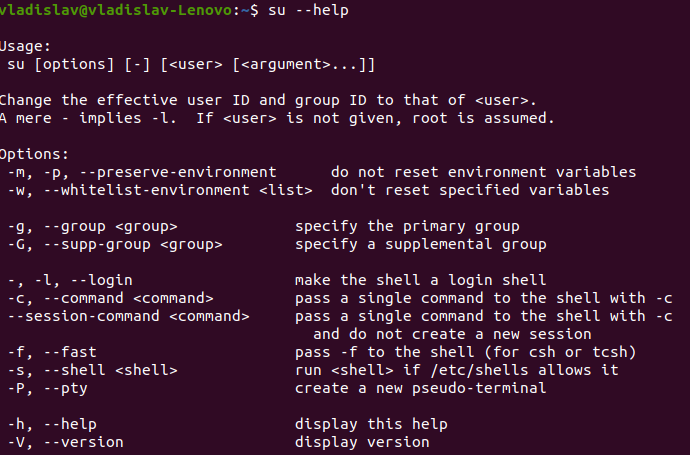 vladislav@vladislav-Lenovo:~$ su --help
Usage:
su [options] [-] [<user> [<argument>...]]
Change the effective user ID and group ID to that of <user>.
A mere - implies -l.  If <user> is not given, root is assumed.
Options:
-m, -p, --preserve-environment      do not reset environment variables
-w, --whitelist-environment <list>  don't reset specified variables
-g, --group <group>             specify the primary group
-G, --supp-group <group>        specify a supplemental group
-, -l, --login                  make the shell a login shell
-c, --command <command>         pass a single command to the shell with -c
--session-command <command>     pass a single command to the shell with -c
and do not create a new session
-f, --fast                      pass -f to the shell (for csh or tcsh)
-s, --shell <shell>             run <shell> if /etc/shells allows it
-P, --pty                       create a new pseudo-terminal
-h, --help                      display this help
-V, --version                   display version